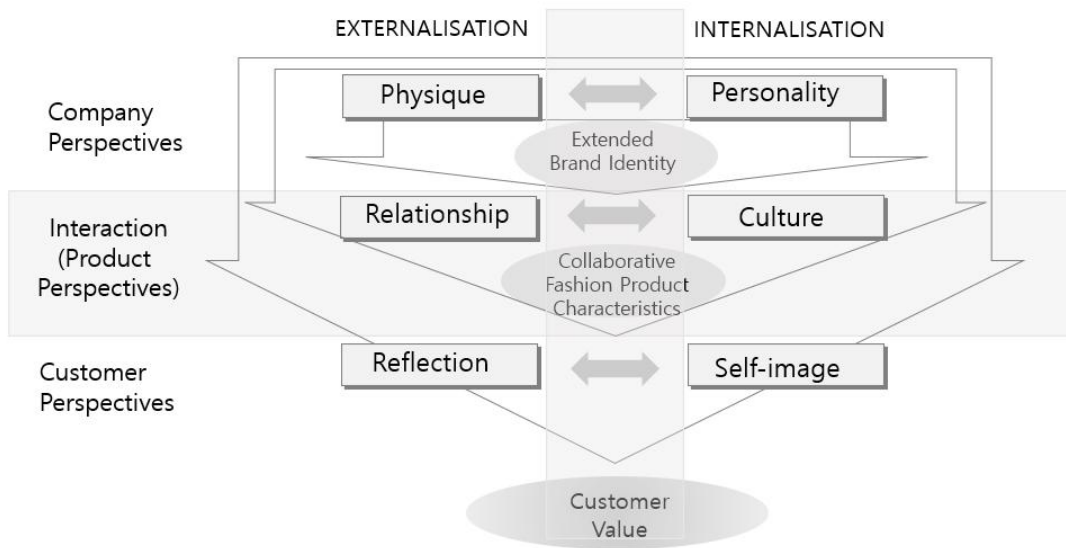 EXTERNALISATION
INTERNALISATION
Company
Perspectives
Physique
Personality
Extended
Brand Identity
Interaction
(Product
Perspectives)
Relationship
Culture
Collaborative
Fashion Product
Characteristics
Customer
Perspectives
Reflection
Self-image
Customer
Value